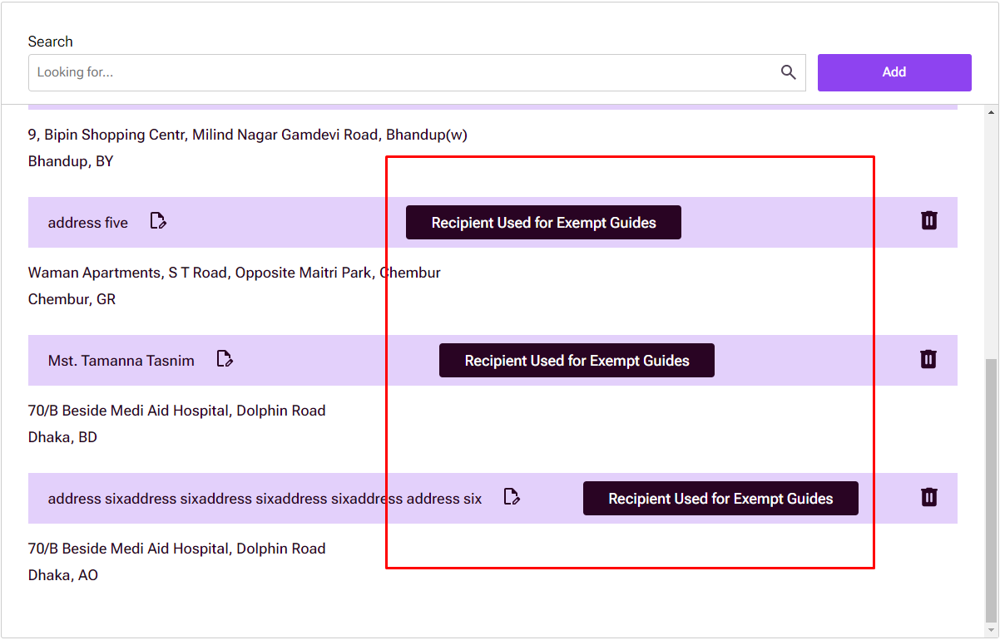 Search
Looking for...
Add
9, Bipin Shopping Centr, Milind Nagar Gamdevi Road, Bhandup(w)
Bhandup, BY
address five
Recipient Used for Exempt Guides
Waman Apartments, S T Road, Opposite Maitri Park, Chembur
Chembur, GR
Mst. Tamanna Tasnim
Recipient Used for Exempt Guides
70/B Beside Medi Aid Hospital, Dolphin Road
Dhaka, BD
address sixaddress sixaddress sixaddress sixaddress address six
Recipient Used for Exempt Guides
70/B Beside Medi Aid Hospital, Dolphin Road
Dhaka, AO